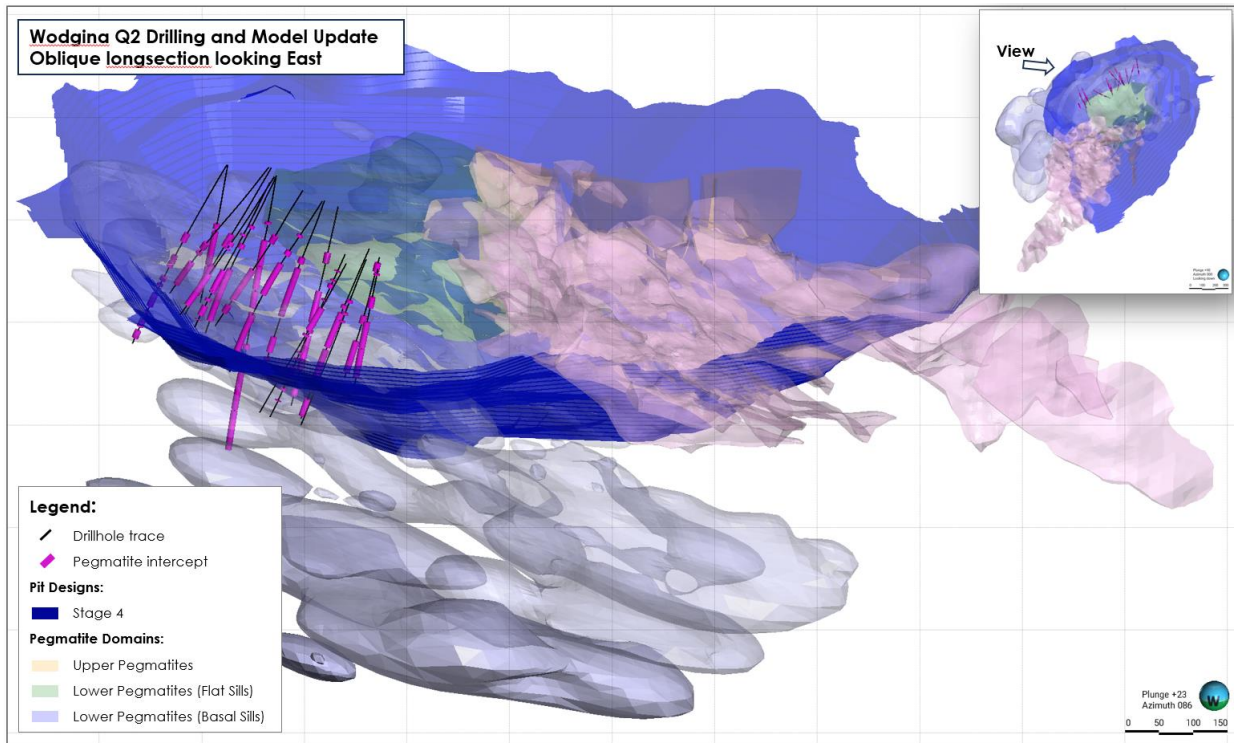 Wodgina Q2 Drilling and Model Update
Oblique longsection looking East
View
Legend:
Drillhole trace
Pegmatite intercept
Pit Designs:
Stage 4
Pegmatite Domains:
Upper Pegmatites
Lower Pegmatites (Flat Sills)
Lower Pegmatites (Basal Sills)
Plunge +23
Azimuth 086
W
0 50 100 150